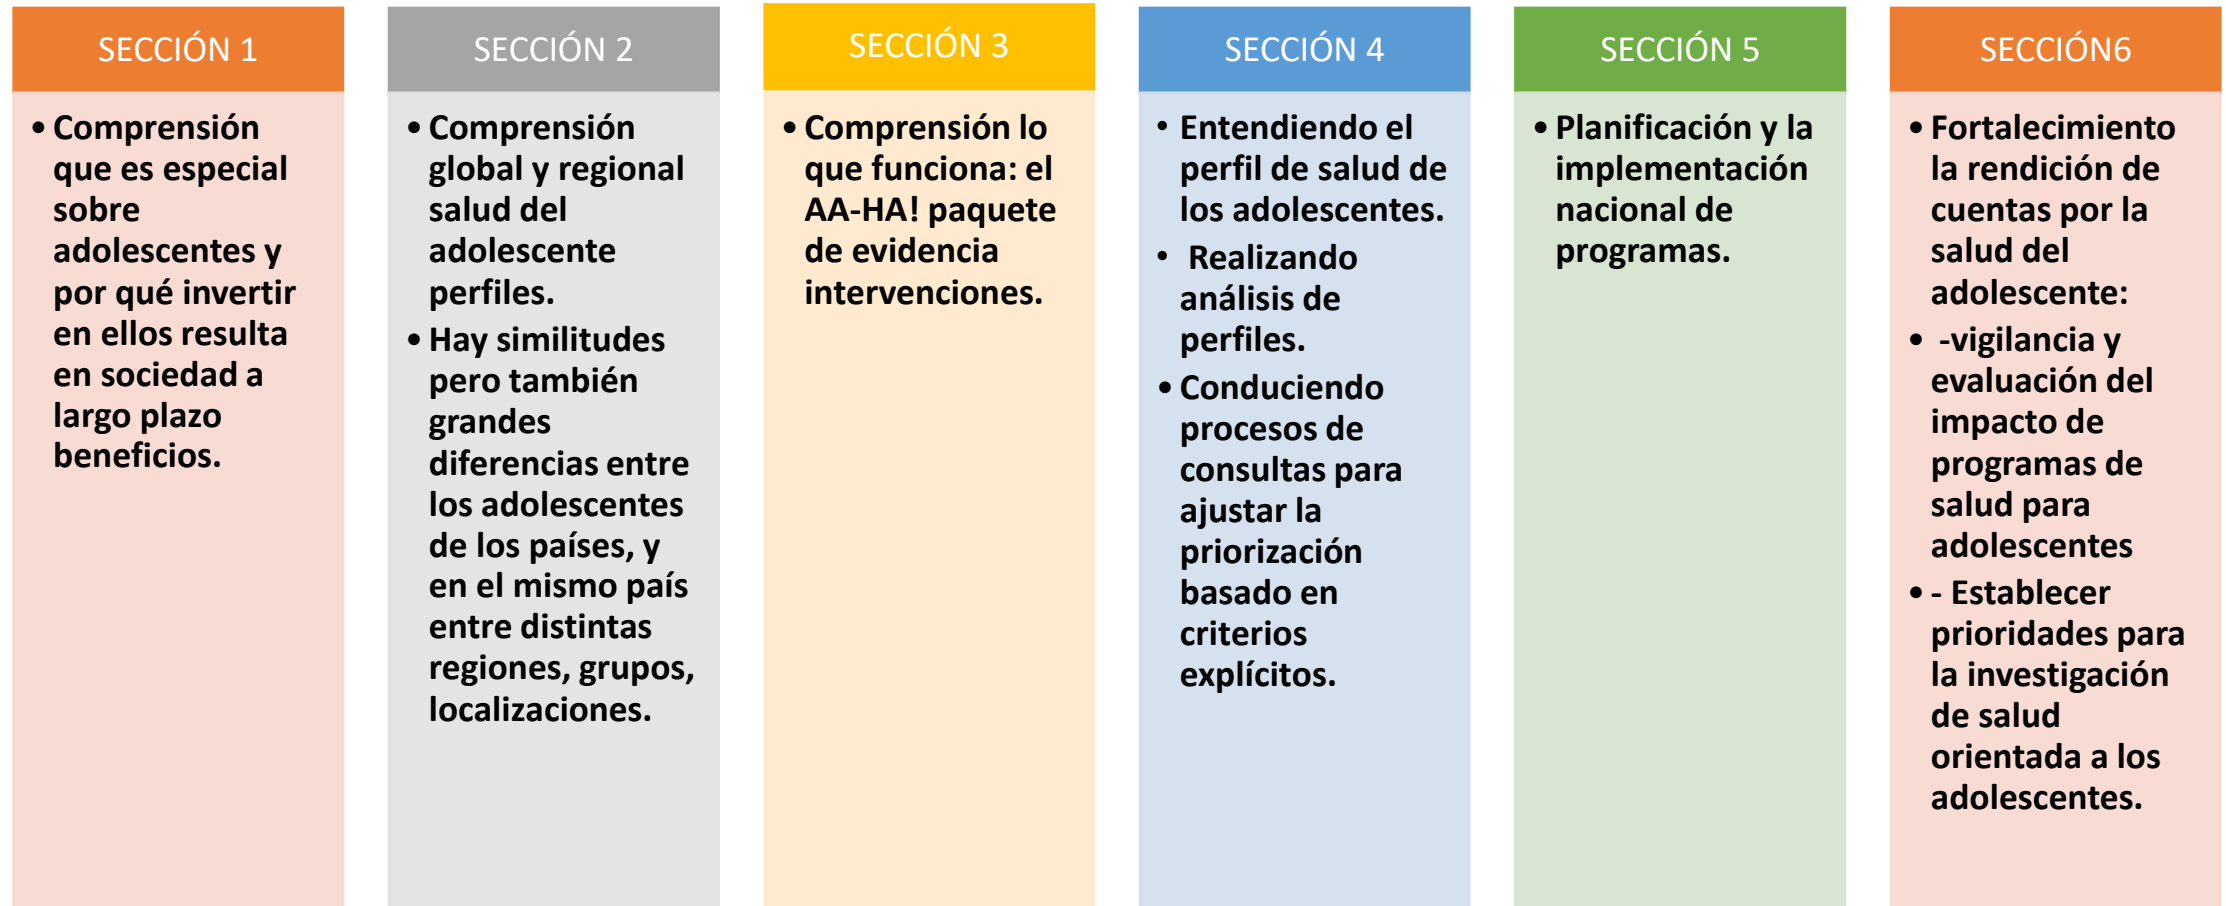 SECCIÓN 1
• Comprensión
que es especial
sobre
adolescentes y
por qué invertir
en ellos resulta
en sociedad a
largo plazo
beneficios.
SECCIÓN 2
• Comprensión
global y regional
salud del
adolescente
perfiles.
• Hay similitudes
pero también
grandes
diferencias entre
los adolescentes
de los países, y
en el mismo país
entre distintas
regiones, grupos,
localizaciones.
SECCIÓN 3
• Comprensión lo
que funciona: el
AA-HA! paquete
de evidencia
intervenciones.
SECCIÓN 4
• Entendiendo el
perfil de salud de
los adolescentes.
• Realizando
análisis de
perfiles.
• Conduciendo
procesos de
consultas para
ajustar la
priorización
basado en
criterios
explícitos.
SECCIÓN 5
• Planificación y la
implementación
nacional de
programas.
SECCIÓN6
• Fortalecimiento
la rendición de
cuentas por la
salud del
adolescente:
• -vigilancia y
evaluación del
impacto de
programas de
salud para
adolescentes
• - Establecer
prioridades para
la investigación
de salud
orientada a los
adolescentes.